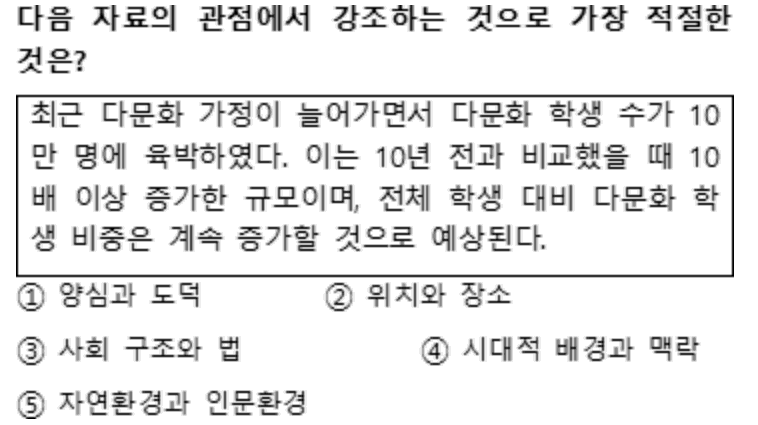 다음 자료의 관점에서 강조하는 것으로 가장 적절한
것은?
최근 다문화 가정이 늘어가면서 다문화 학생 수가 10
만 명에 육박하였다. 이는 10년 전과 비교했을 때 10
배 이상 증가한 규모이며, 전체 학생 대비 다문화 학
생 비중은 계속 증가할 것으로 예상된다.
① 양심과 도덕 ② 위치와 장소
③ 사회 구조와 법 ④ 시대적 배경과 맥락
⑤ 자연환경과 인문환경